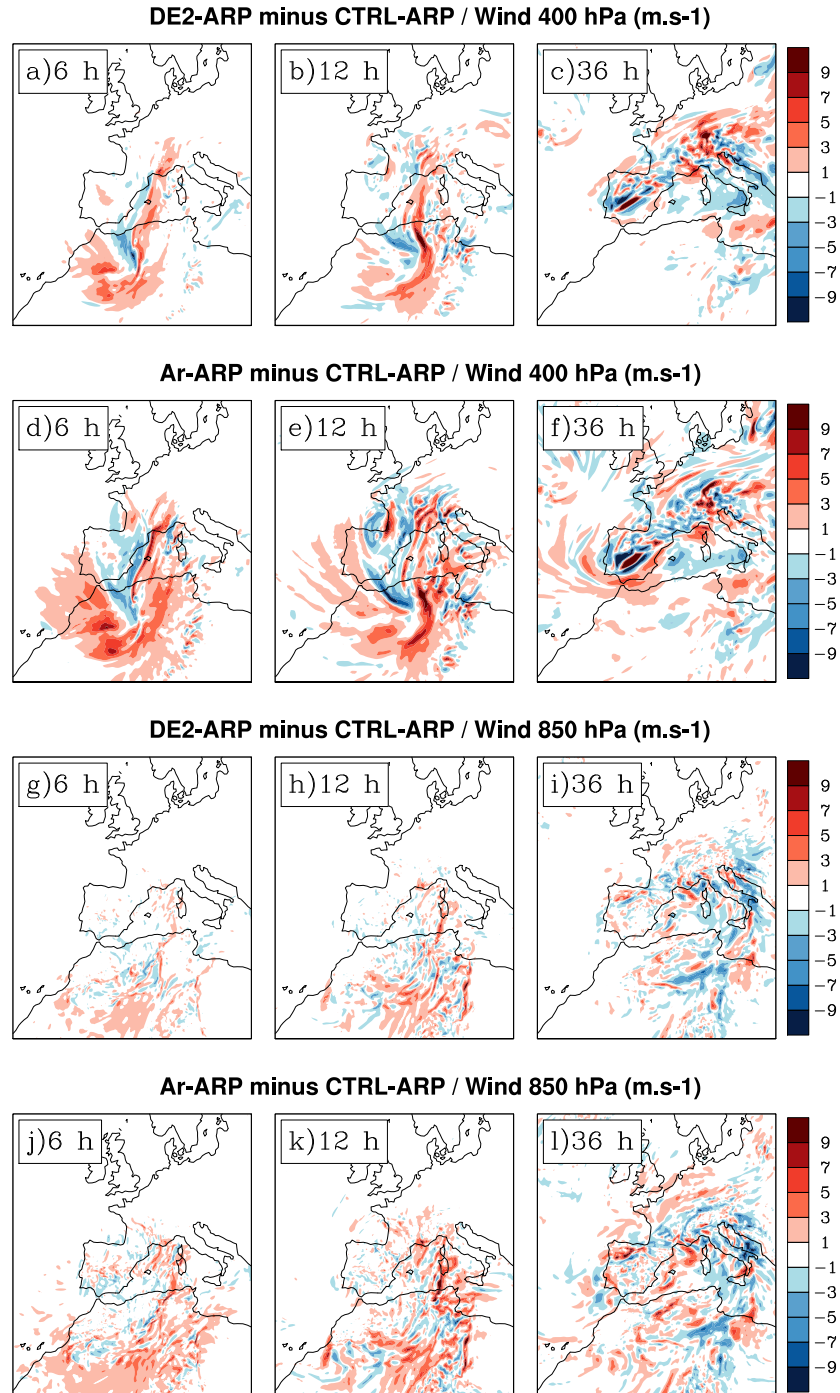 DE2-ARP minus CTRL-ARP / Wind 400 hPa (m.s-1)
a)6 h
b)12 h
c)36 h
9
7
5
3
1
−1
−3
−5
−7
−9
Ar-ARP minus CTRL-ARP / Wind 400 hPa (m.s-1)
d)6 h
e)12 h
f)36 h
9
7
5
3
1
−1
−3
−5
−7
−9
DE2-ARP minus CTRL-ARP / Wind 850 hPa (m.s-1)
g)6 h
h)12 h
i)36 h
9
7
5
3
1
−1
−3
−5
−7
−9
Ar-ARP minus CTRL-ARP / Wind 850 hPa (m.s-1)
j)6 h
k)12 h
l)36 h
9
7
5
3
1
−1
−3
−5
−7
−9